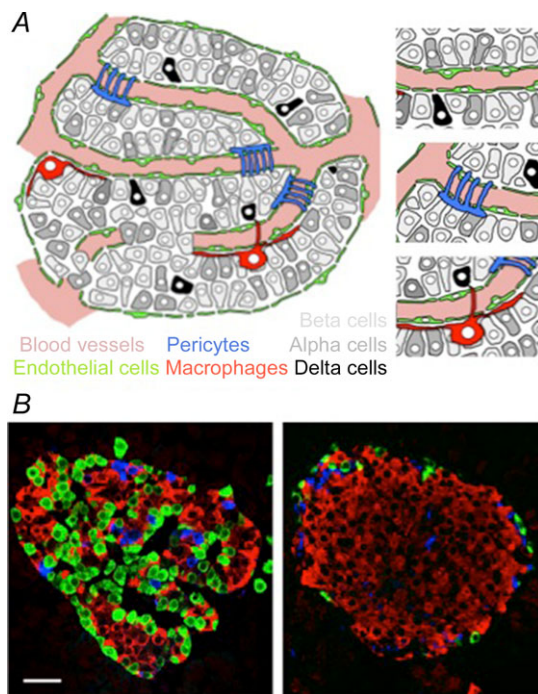 A
Beta cells
Blood vessels Pericytes Alpha cells
Endothelial cells Macrophages Delta cells
B